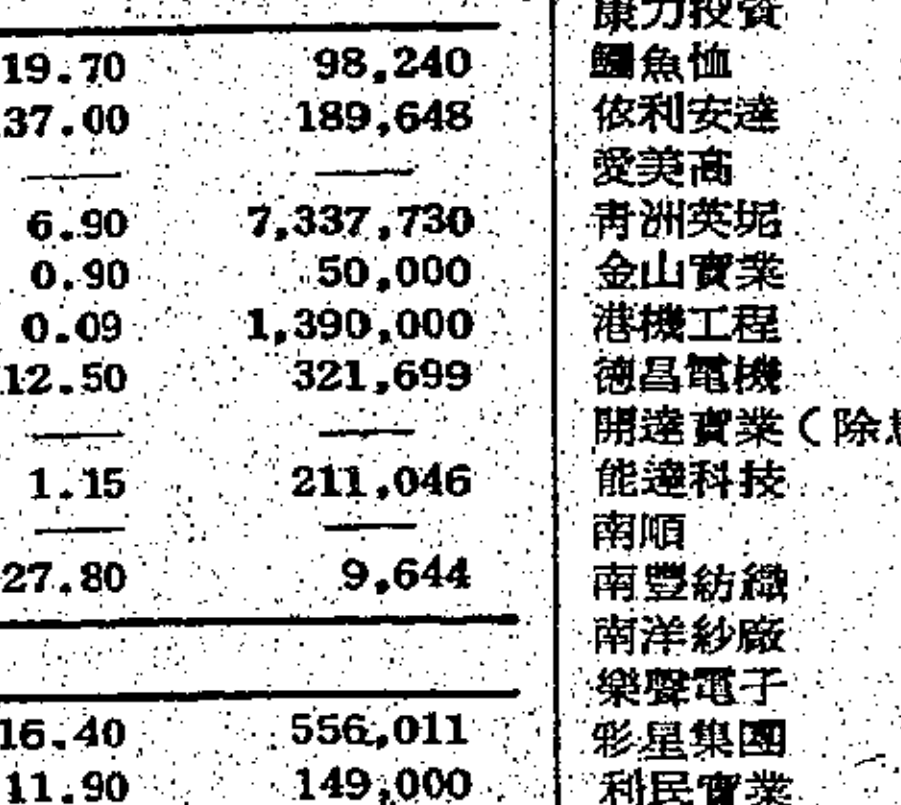 19.70 98,240
37.00 189,648
— —
6.90 7,337,730
0.90 50,000
0.09 1,390,000
12.50 321,699
— —
1.15 211,046
— —
27.80 9,644
16.40 556,011
11.90 149,000
康力投資
鱷魚恤
依利安達
愛美高
青洲英坭
金山實業
港機工程
德昌電機
開達實業(除
能達科技
南順
南豐紡織
南洋紗廠
樂聲電子
彩星集團
利民實業